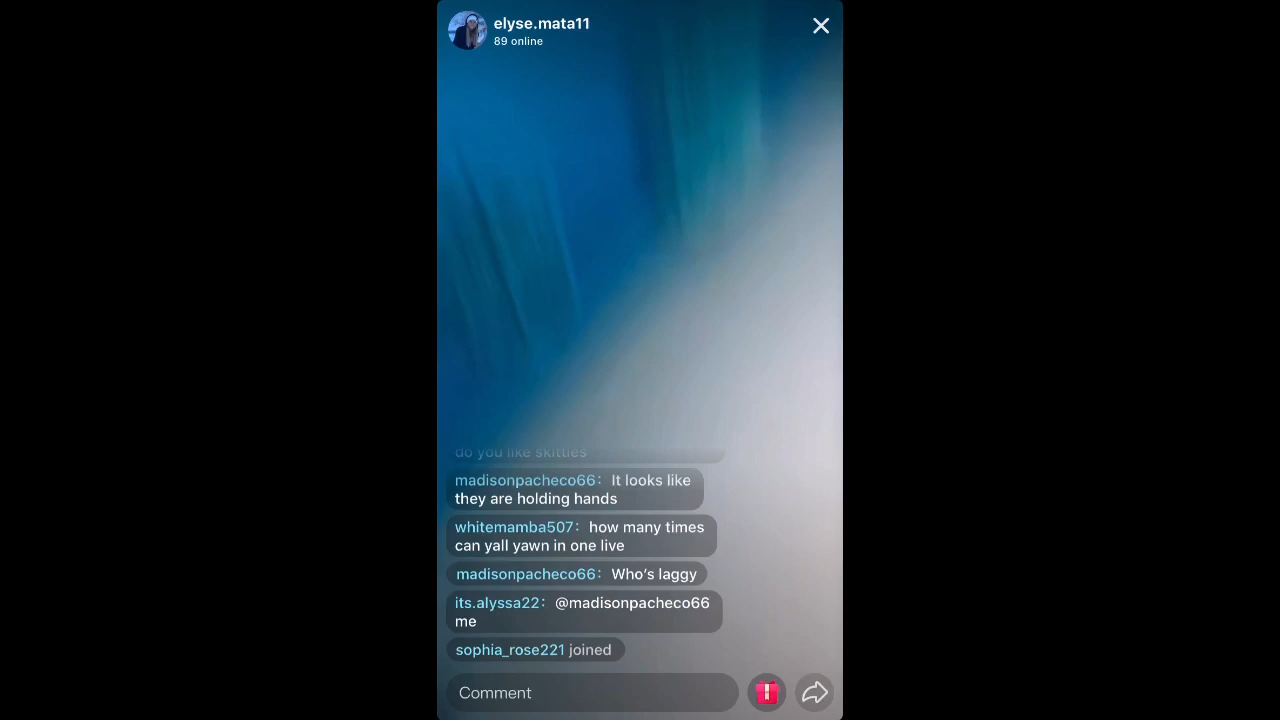 elyse.mata11
89 online
do you like skittles
madisonpacheco66: It looks like
they are holding hands
whitemamba507: how many times
can yall yawn in one live
madisonpacheco66: Who's laggy
its.alyssa22: @madisonpacheco66
me
sophia_rose221 joined
Comment